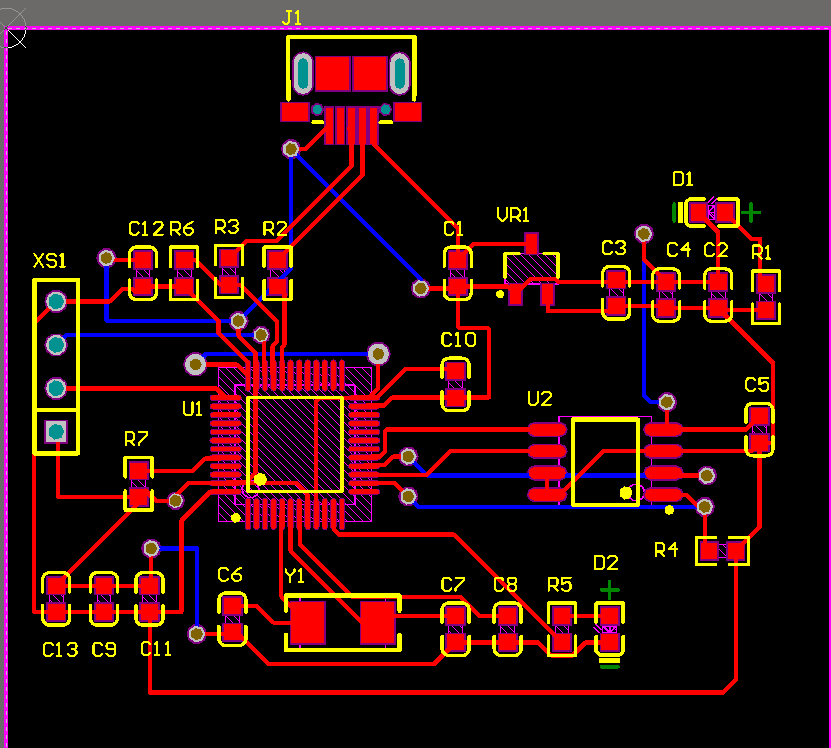 J1
D1
C12 R6 R3 R2 C1 VR1
C3 C4 C2 R1
XS1
C10
U1 U2 C5
R7
R4
C6 Y1 C7 C8 R5 D2
C13 C9 C11